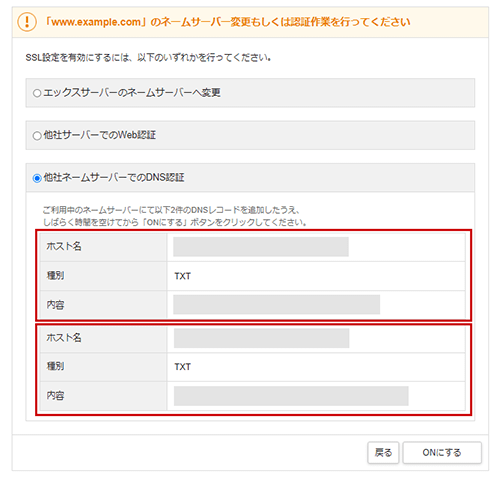 「www.example.com」のネームサーバー変更もしくは認証作業を行ってください
SSL設定を有効にするには、以下のいずれかを行ってください。
エックスサーバーのネームサーバーへ変更
他社サーバーでのWeb認証
他社ネームサーバーでのDNS認証
ご利用中のネームサーバーにて以下2件のDNSレコードを追加したうえ、
しばらく時間を空けてから「ONにする」ボタンをクリックしてください。
ホスト名
種別 TXT
内容
ホスト名
種別 TXT
内容
戻る ONにする